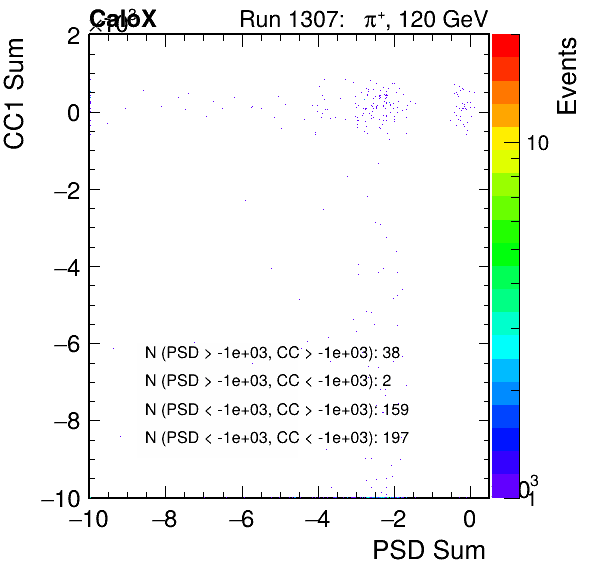 CaloX Run 1307: π⁺, 120 GeV
×10³
CC1 Sum
Events
2
0
−2
−4
−6
−8
−10
10
1
N (PSD > -1e+03, CC > -1e+03): 38
N (PSD > -1e+03, CC < -1e+03): 2
N (PSD < -1e+03, CC > -1e+03): 159
N (PSD < -1e+03, CC < -1e+03): 197
−10 −8 −6 −4 −2 0
PSD Sum